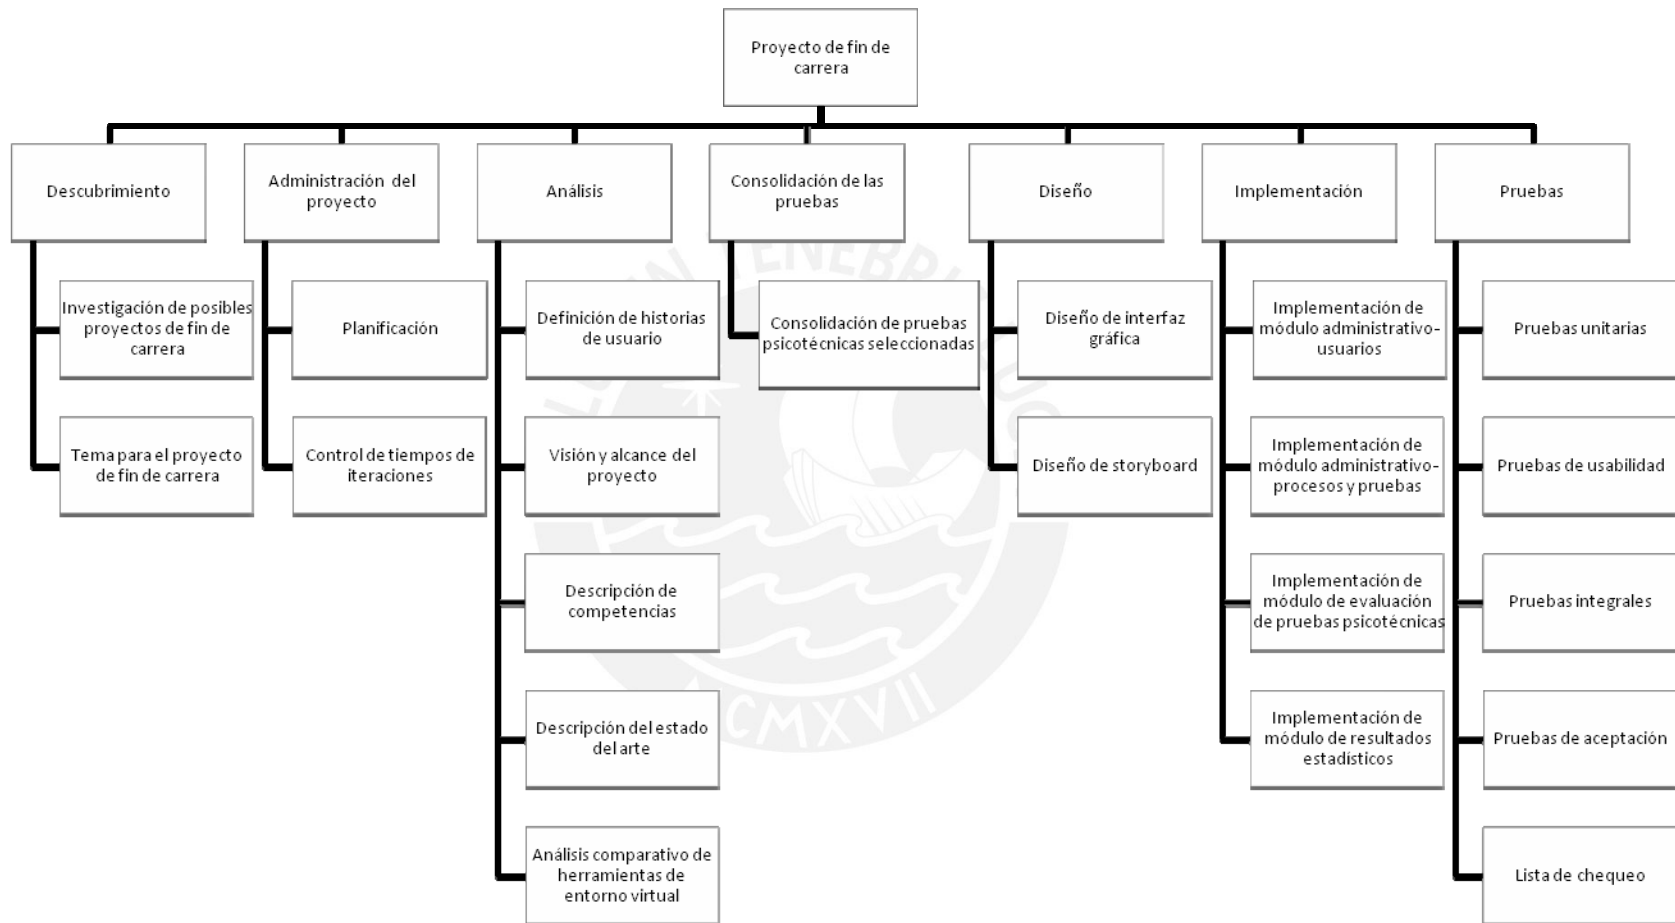 Proyecto de fin de
carrera
Descubrimiento
Administración del
proyecto
Análisis
Consolidación de las
pruebas
Diseño
Implementación
Pruebas
Investigación de posibles
proyectos de fin de
carrera
Tema para el proyecto
de fin de carrera
Planificación
Control de tiempos de
iteraciones
Definición de historias
de usuario
Visión y alcance del
proyecto
Descripción de
competencias
Descripción del estado
del arte
Análisis comparativo de
herramientas de
entorno virtual
Consolidación de pruebas
psicotécnicas seleccionadas
Diseño de interfaz
gráfica
Diseño de storyboard
Implementación de
módulo administrativo-
usuarios
Implementación de
módulo administrativo-
procesos y pruebas
Implementación de
módulo de evaluación
de pruebas psicotécnicas
Implementación de
módulo de resultados
estadísticos
Pruebas unitarias
Pruebas de usabilidad
Pruebas integrales
Pruebas de aceptación
Lista de chequeo